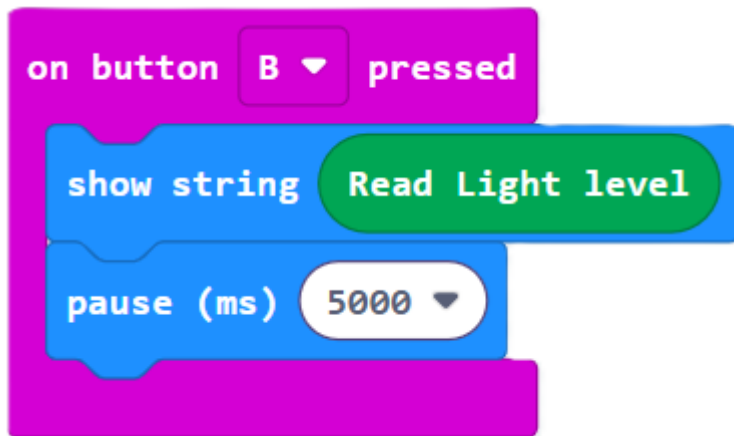 on button B pressed
show string Read Light level
pause (ms) 5000